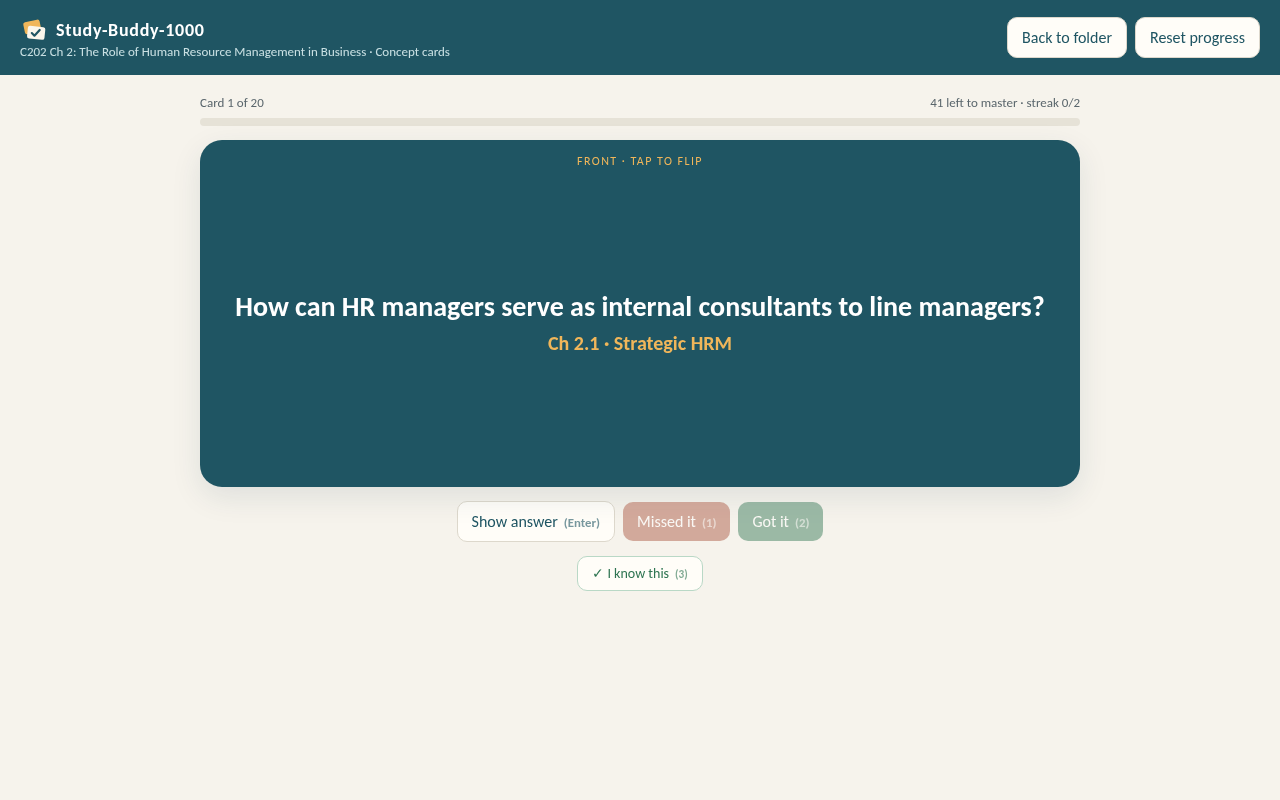 Study-Buddy-1000
C202 Ch 2: The Role of Human Resource Management in Business · Concept cards
Back to folder
Reset progress
Card 1 of 20
41 left to master · streak 0/2
FRONT · TAP TO FLIP
How can HR managers serve as internal consultants to line managers?
Ch 2.1 · Strategic HRM
Show answer (Enter)
Missed it (1)
Got it (2)
✓ I know this (3)